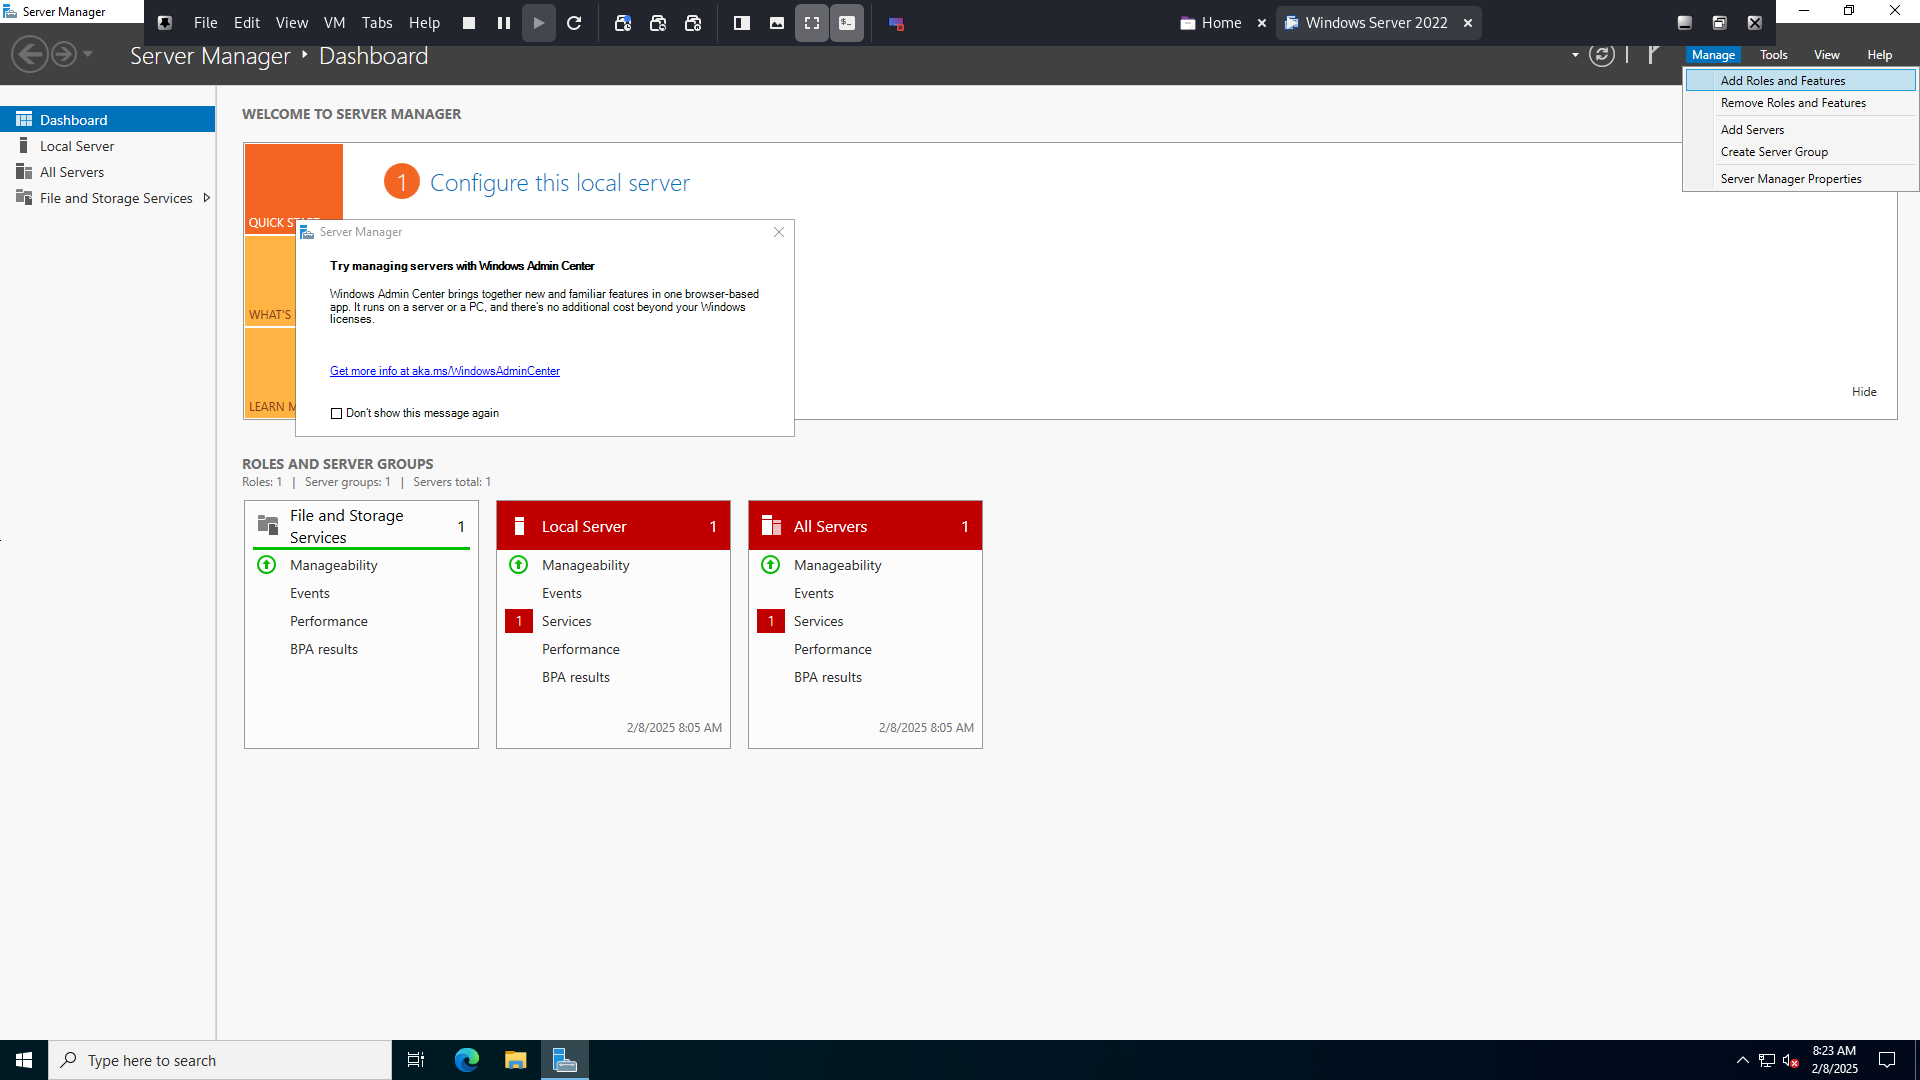 Server Manager
File Edit View VM Tabs Help
Home
Windows Server 2022
Server Manager ‣ Dashboard
Manage Tools View Help
Add Roles and Features
Remove Roles and Features
Add Servers
Create Server Group
Server Manager Properties
Dashboard
Local Server
All Servers
File and Storage Services
WELCOME TO SERVER MANAGER
1 Configure this local server
QUICK START
WHAT'S
LEARN M
Server Manager
Try managing servers with Windows Admin Center
Windows Admin Center brings together new and familiar features in one browser-based
app. It runs on a server or a PC, and there's no additional cost beyond your Windows
licenses.
Get more info at aka.ms/WindowsAdminCenter
Don't show this message again
Hide
ROLES AND SERVER GROUPS
Roles: 1 | Server groups: 1 | Servers total: 1
File and Storage
Services 1
Manageability
Events
Performance
BPA results
Local Server 1
Manageability
Events
1 Services
Performance
BPA results
2/8/2025 8:05 AM
All Servers 1
Manageability
Events
1 Services
Performance
BPA results
2/8/2025 8:05 AM
Type here to search
8:23 AM
2/8/2025